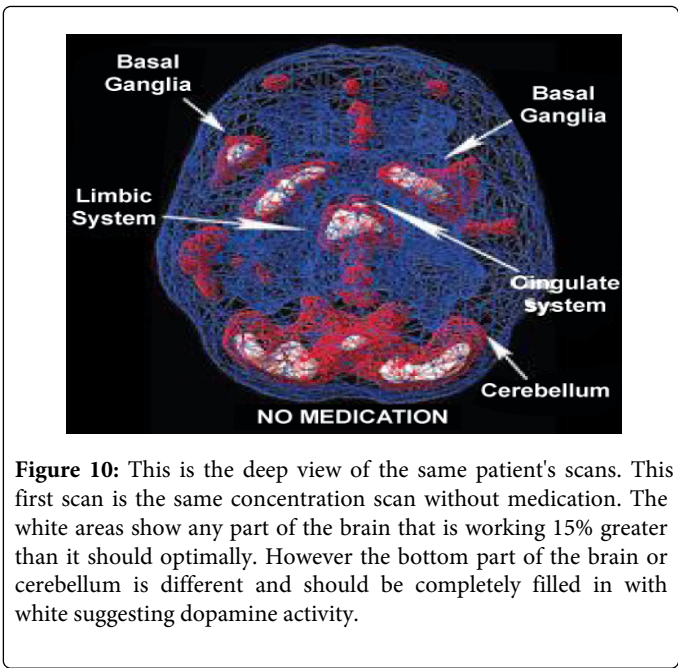 Basal
Ganglia
Basal
Ganglia
Limbic
System
Cingulate
system
Cerebellum
NO MEDICATION
Figure 10: This is the deep view of the same patient's scans. This
first scan is the same concentration scan without medication. The
white areas show any part of the brain that is working 15% greater
than it should optimally. However the bottom part of the brain or
cerebellum is different and should be completely filled in with
white suggesting dopamine activity.